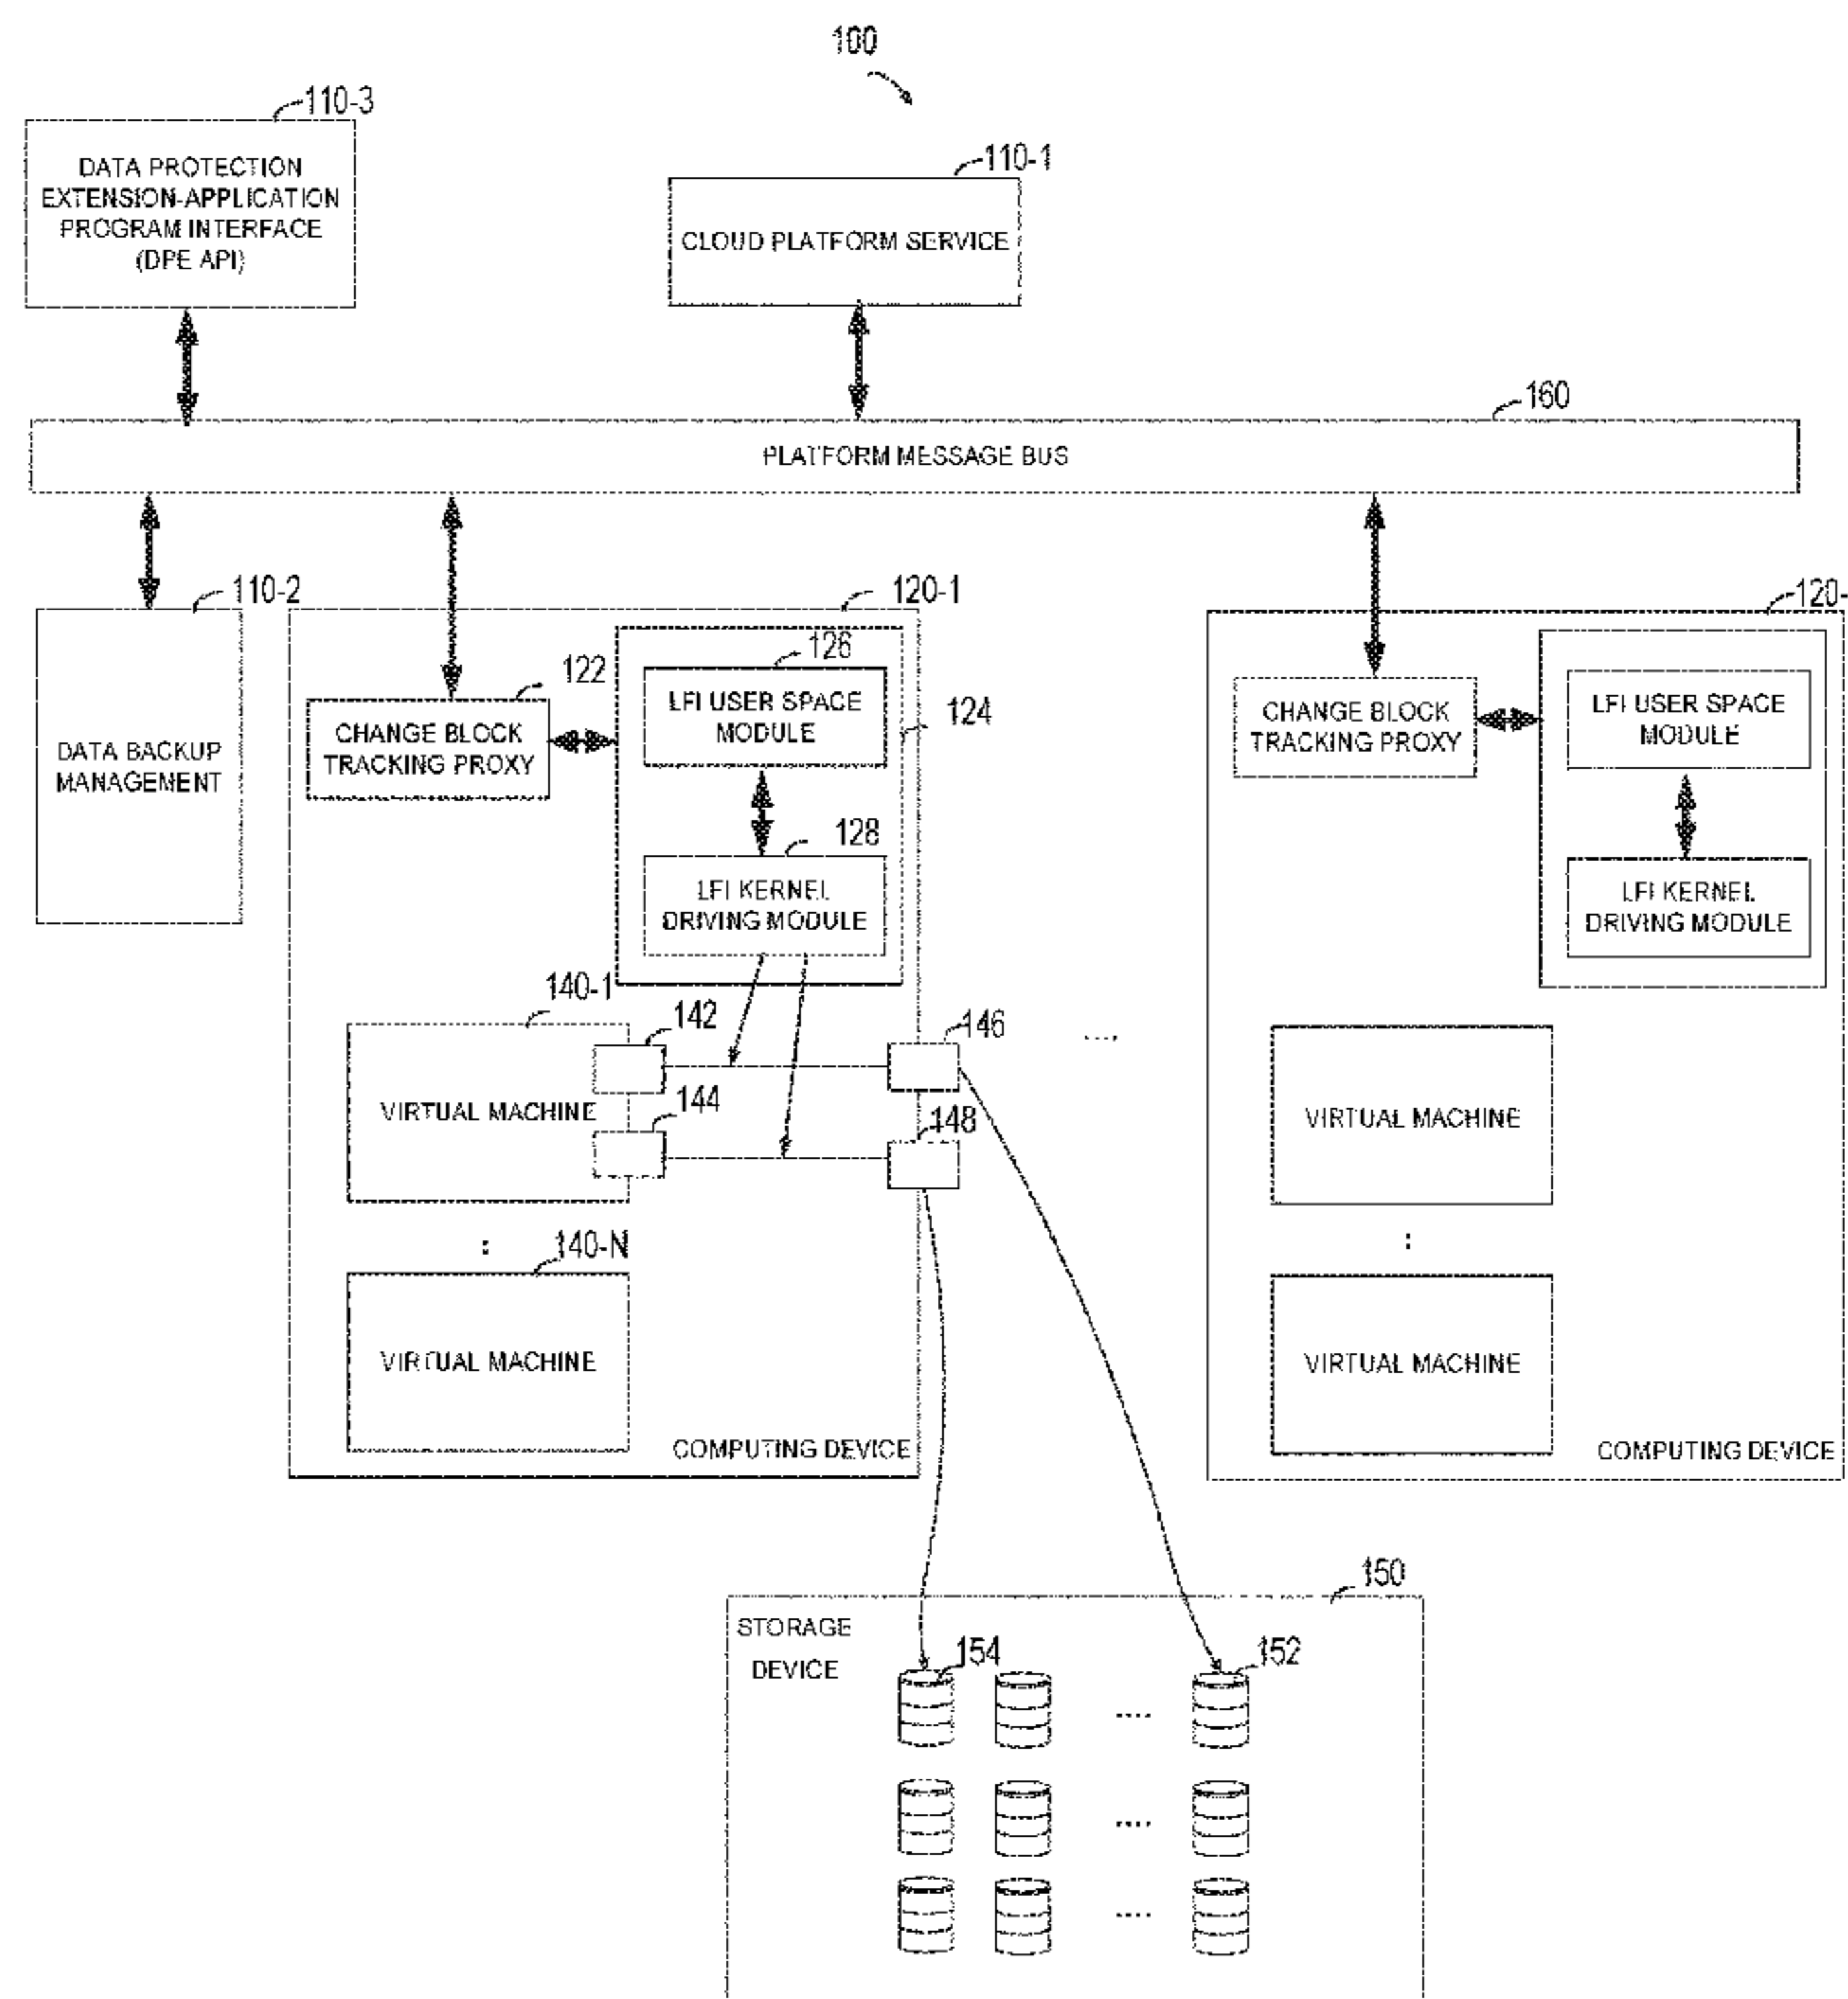 100
110-3
DATA PROTECTION
EXTENSION-APPLICATION
PROGRAM INTERFACE
(DPE API)
110-1
CLOUD PLATFORM SERVICE
160
PLATFORM MESSAGE BUS
110-2
DATA BACKUP
MANAGEMENT
120-1
122
CHANGE BLOCK
TRACKING PROXY
126
LFI USER SPACE
MODULE
124
128
LFI KERNEL
DRIVING MODULE
140-1
VIRTUAL MACHINE
142
144
146
148
:
140-N
VIRTUAL MACHINE
COMPUTING DEVICE
....
120-
CHANGE BLOCK
TRACKING PROXY
LFI USER SPACE
MODULE
LFI KERNEL
DRIVING MODULE
VIRTUAL MACHINE
:
VIRTUAL MACHINE
COMPUTING DEVICE
150
STORAGE
DEVICE
154
152
....
....
....